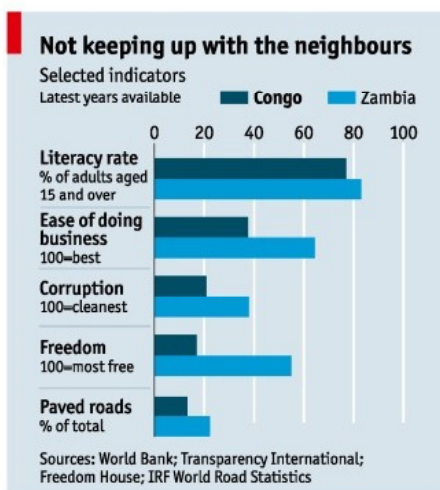 Not keeping up with the neighbours
Selected indicators
Latest years available
Congo
Zambia
0 20 40 60 80 100
Literacy rate
% of adults aged
15 and over
Ease of doing
business
100=best
Corruption
100=cleanest
Freedom
100=most free
Paved roads
% of total
Sources: World Bank; Transparency International;
Freedom House; IRF World Road Statistics